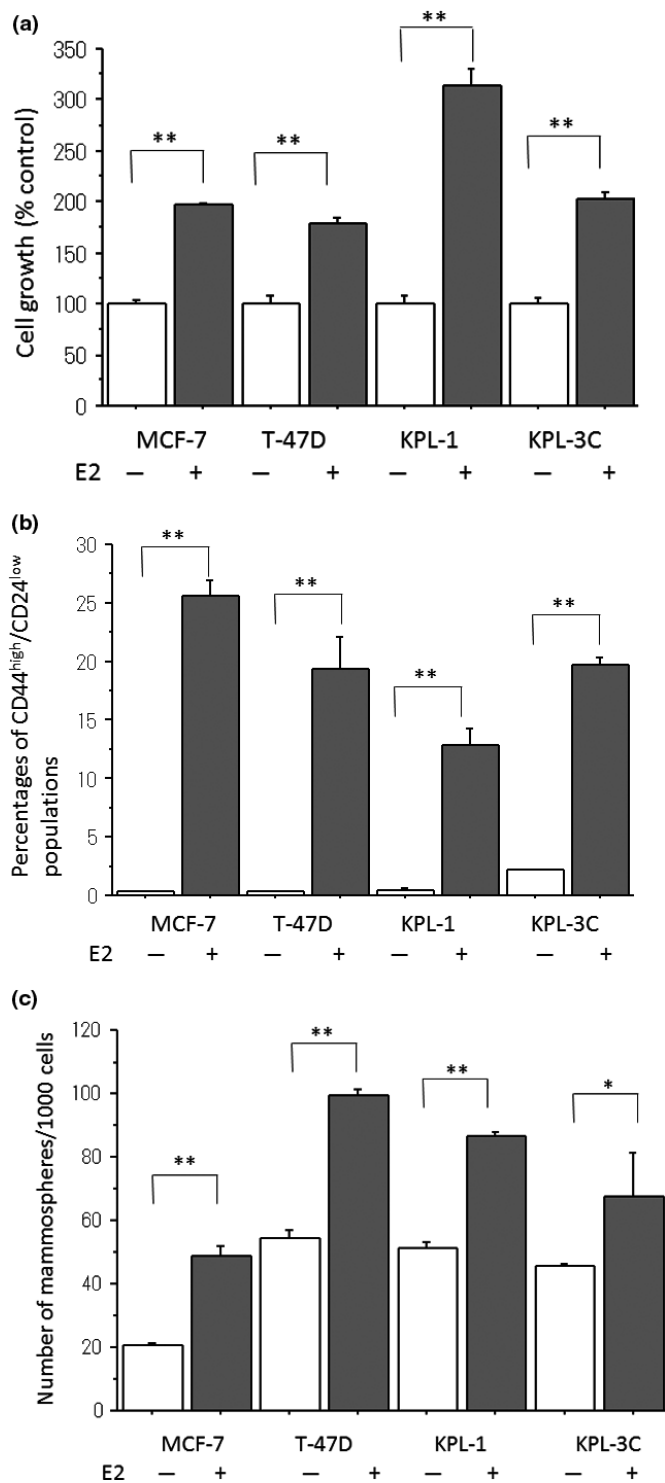 (a)
Cell growth (% control)
350
300
250
200
150
100
50
0
** ** ** **
MCF-7 T-47D KPL-1 KPL-3C
E2 — + — + — + — +
(b)
Percentages of CD44high/CD24low
populations
30
25
20
15
10
5
0
** ** ** **
MCF-7 T-47D KPL-1 KPL-3C
E2 — + — + — + — +
(c)
Number of mammospheres/1000 cells
120
100
80
60
40
20
0
** ** ** *
MCF-7 T-47D KPL-1 KPL-3C
E2 — + — + — + — +